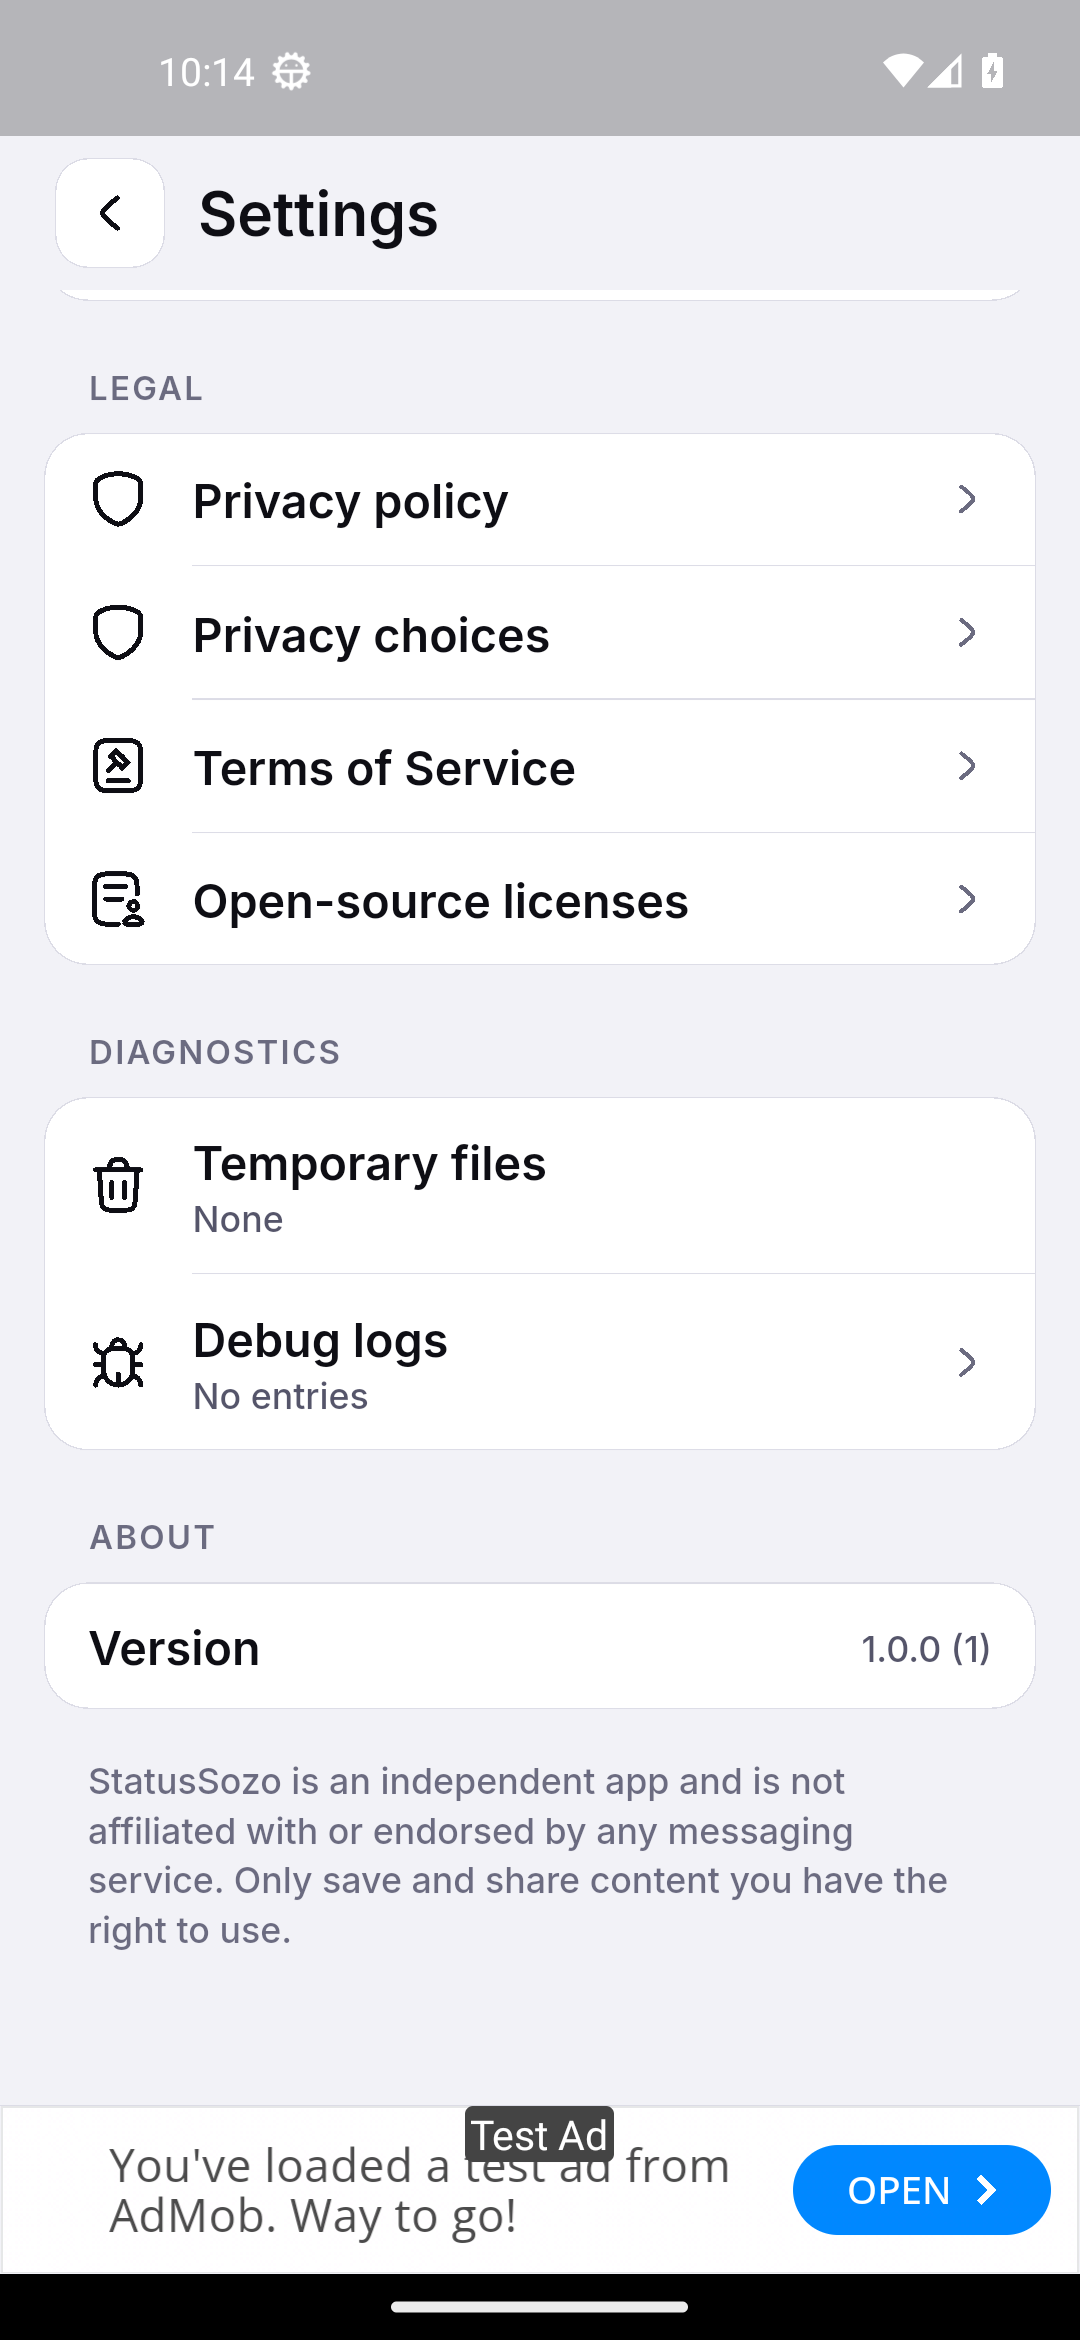 10:14
Settings
LEGAL
Privacy policy
Privacy choices
Terms of Service
Open-source licenses
DIAGNOSTICS
Temporary files
None
Debug logs
No entries
ABOUT
Version 1.0.0 (1)
StatusSozo is an independent app and is not
affiliated with or endorsed by any messaging
service. Only save and share content you have the
right to use.
Test Ad
You've loaded a test ad from
AdMob. Way to go!
OPEN